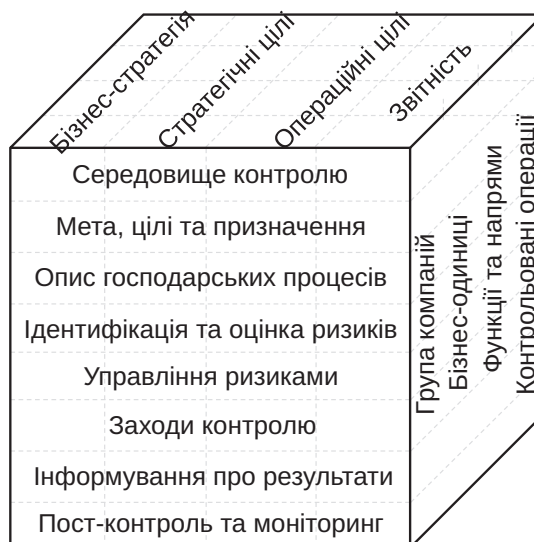 Бізнес-стратегія
Стратегічні цілі
Операційні цілі
Звітність
Середовище контролю
Мета, цілі та призначення
Опис господарських процесів
Ідентифікація та оцінка ризиків
Управління ризиками
Заходи контролю
Інформування про результати
Пост-контроль та моніторинг
Група компаній
Бізнес-одиниці
Функції та напрями
Контрольовані операції